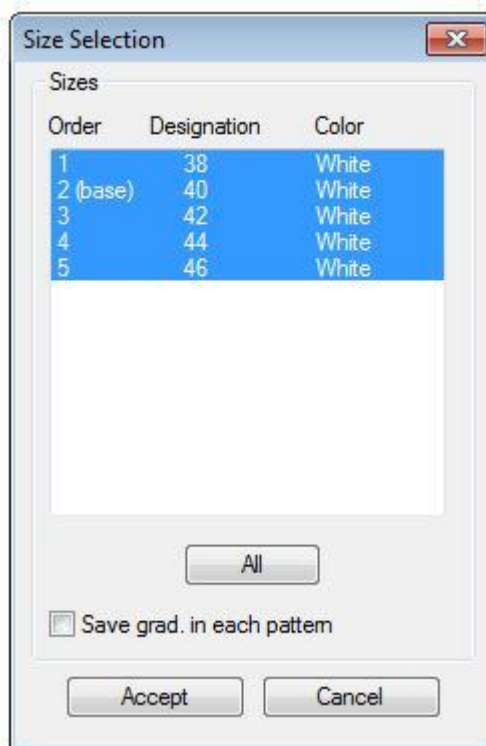 Size Selection
Sizes
Order Designation Color
1 38 White
2 (base) 40 White
3 42 White
4 44 White
5 46 White
All
Save grad. in each pattern
Accept Cancel